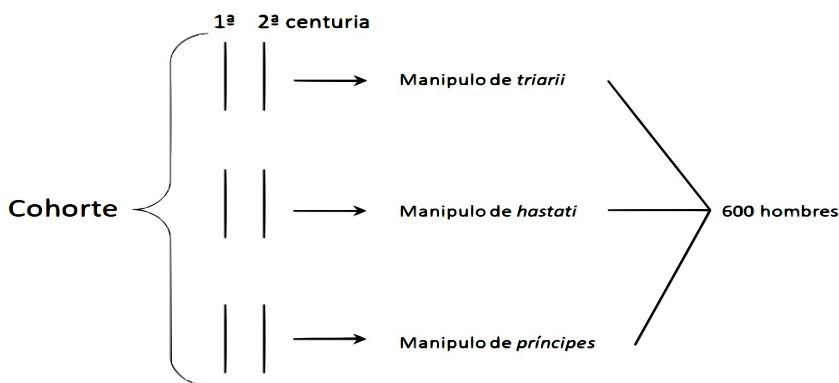 1ª 2ª centuria
Manipulo de triarii
Cohorte
Manipulo de hastati
600 hombres
Manipulo de príncipes